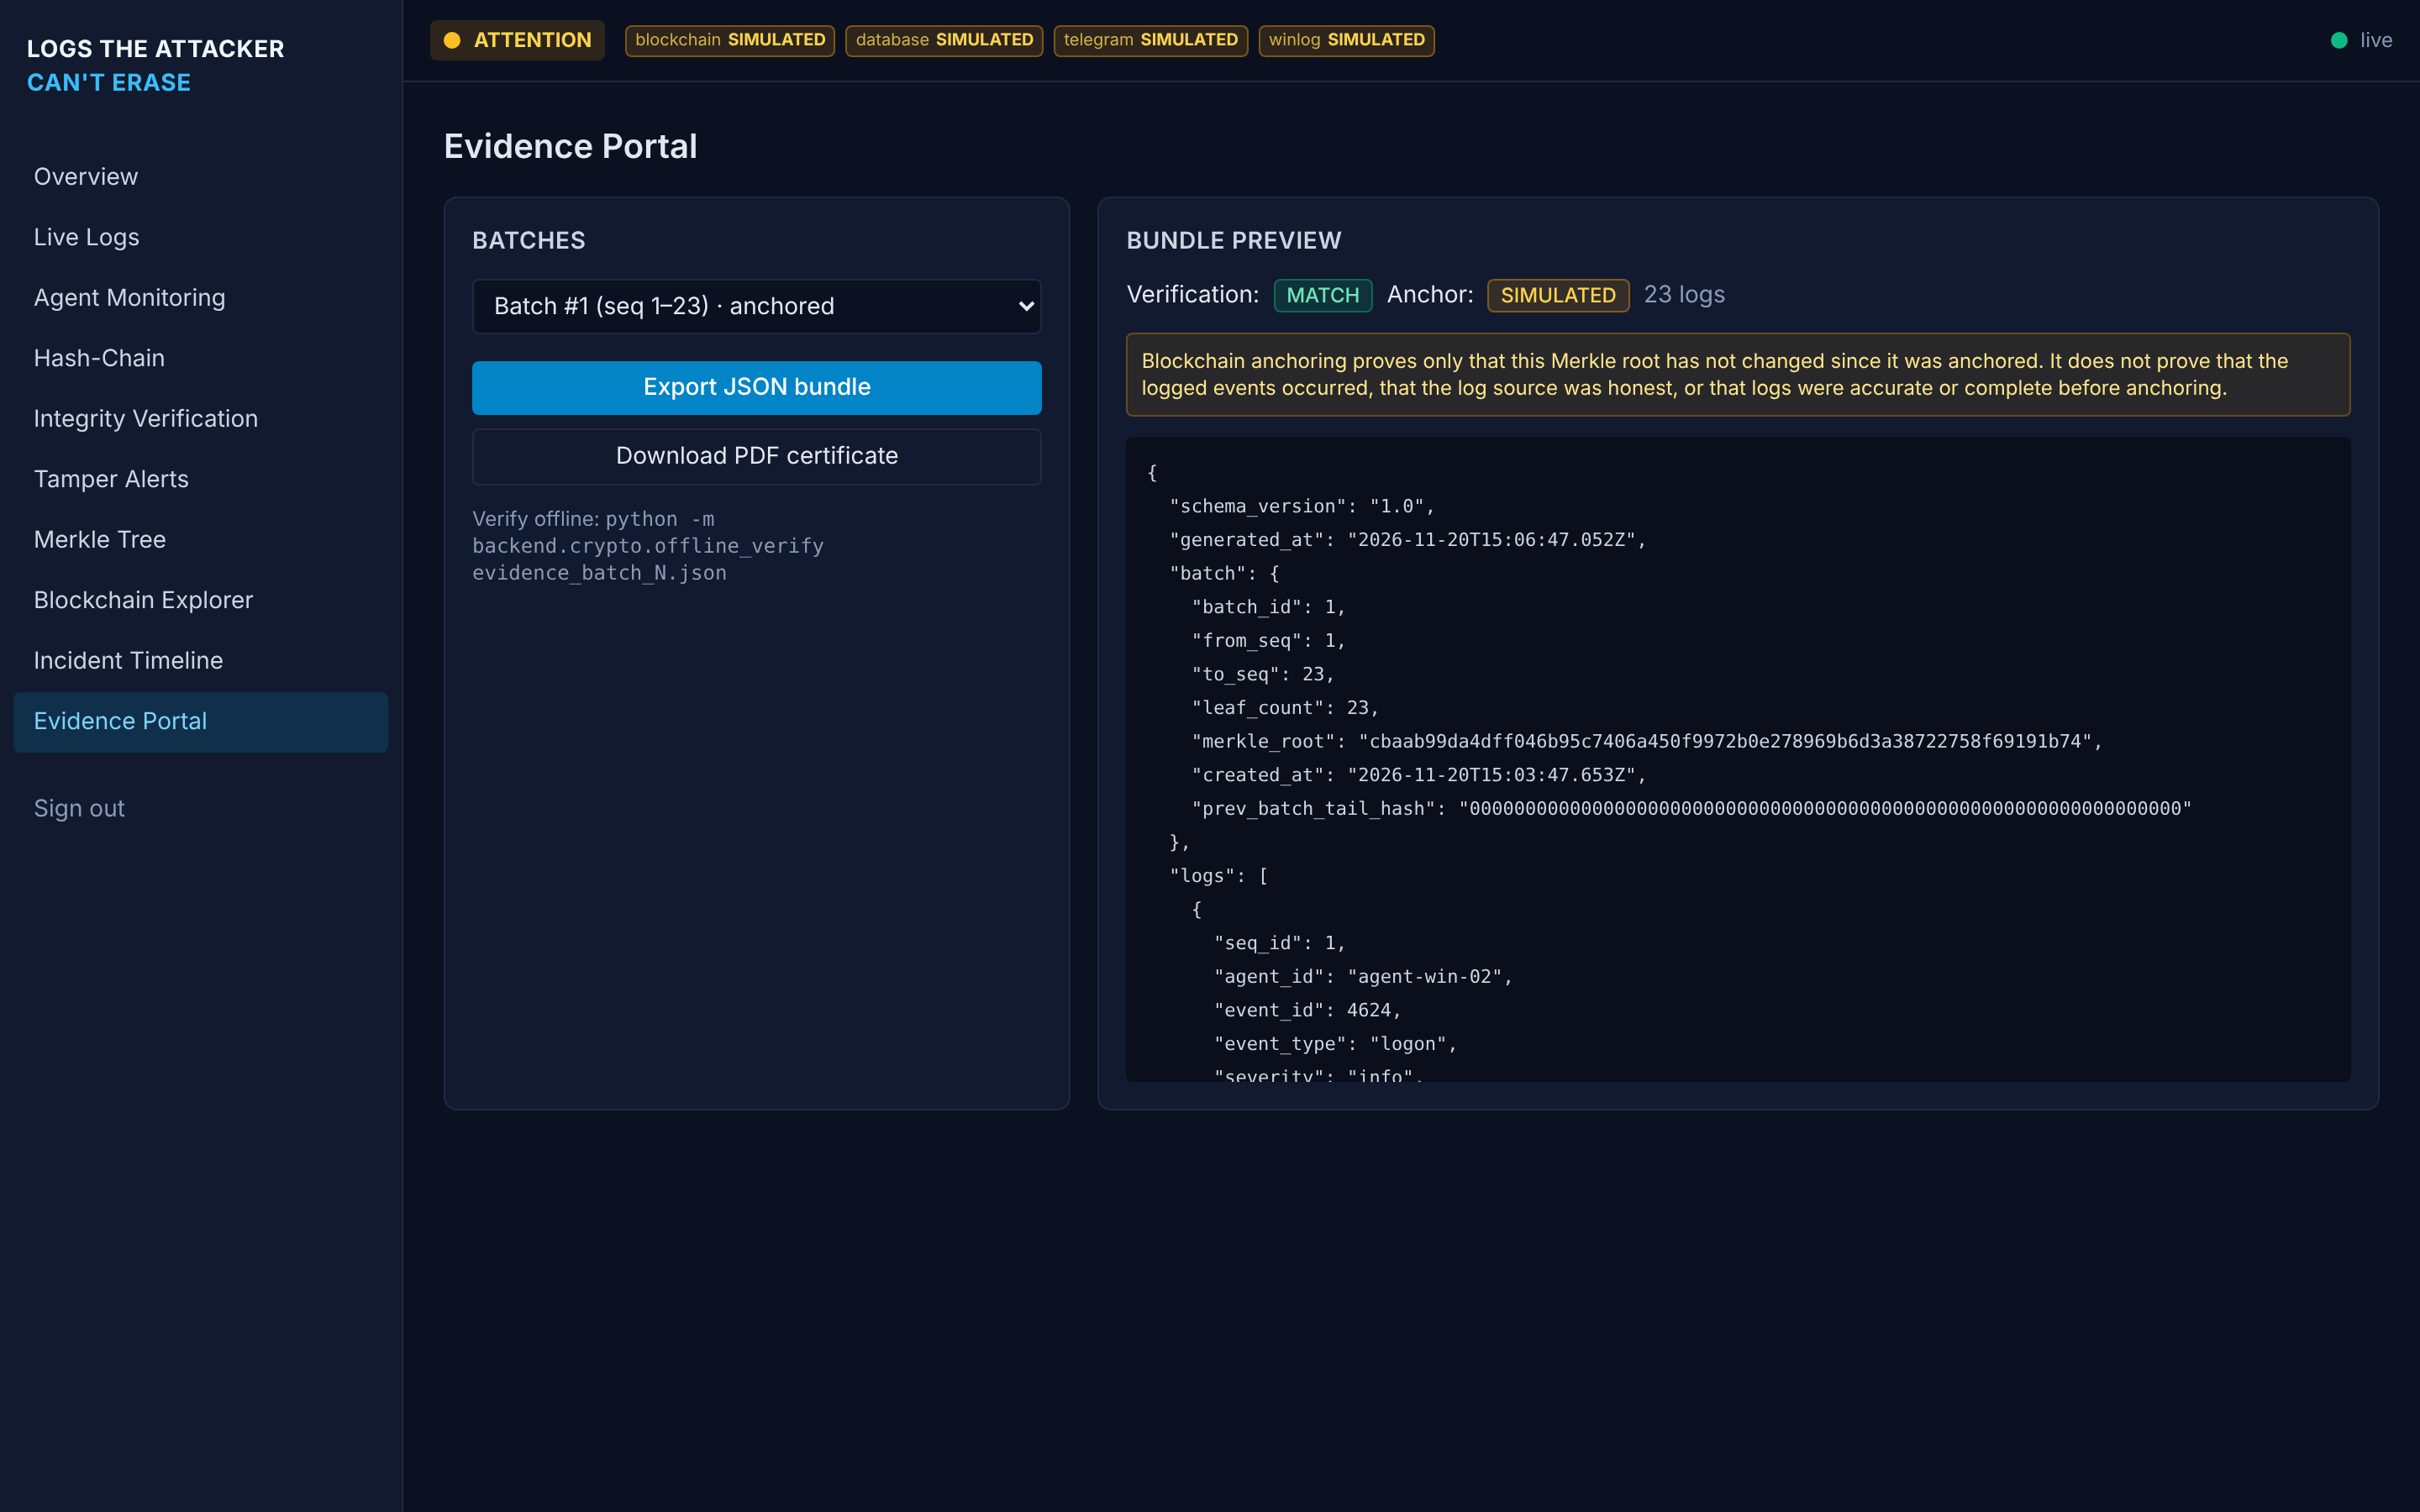 LOGS THE ATTACKER
CAN'T ERASE
Overview
Live Logs
Agent Monitoring
Hash-Chain
Integrity Verification
Tamper Alerts
Merkle Tree
Blockchain Explorer
Incident Timeline
Evidence Portal
Sign out
ATTENTION
blockchain SIMULATED
database SIMULATED
telegram SIMULATED
winlog SIMULATED
live
Evidence Portal
BATCHES
Batch #1 (seq 1–23) · anchored
Export JSON bundle
Download PDF certificate
Verify offline: python -m
backend.crypto.offline_verify
evidence_batch_N.json
BUNDLE PREVIEW
Verification: MATCH Anchor: SIMULATED 23 logs
Blockchain anchoring proves only that this Merkle root has not changed since it was anchored. It does not prove that the
logged events occurred, that the log source was honest, or that logs were accurate or complete before anchoring.
{
"schema_version": "1.0",
"generated_at": "2026-11-20T15:06:47.052Z",
"batch": {
"batch_id": 1,
"from_seq": 1,
"to_seq": 23,
"leaf_count": 23,
"merkle_root": "cbaab99da4dff046b95c7406a450f9972b0e278969b6d3a38722758f69191b74",
"created_at": "2026-11-20T15:03:47.653Z",
"prev_batch_tail_hash": "0000000000000000000000000000000000000000000000000000000000000000"
},
"logs": [
{
"seq_id": 1,
"agent_id": "agent-win-02",
"event_id": 4624,
"event_type": "logon",
"severity": "info",